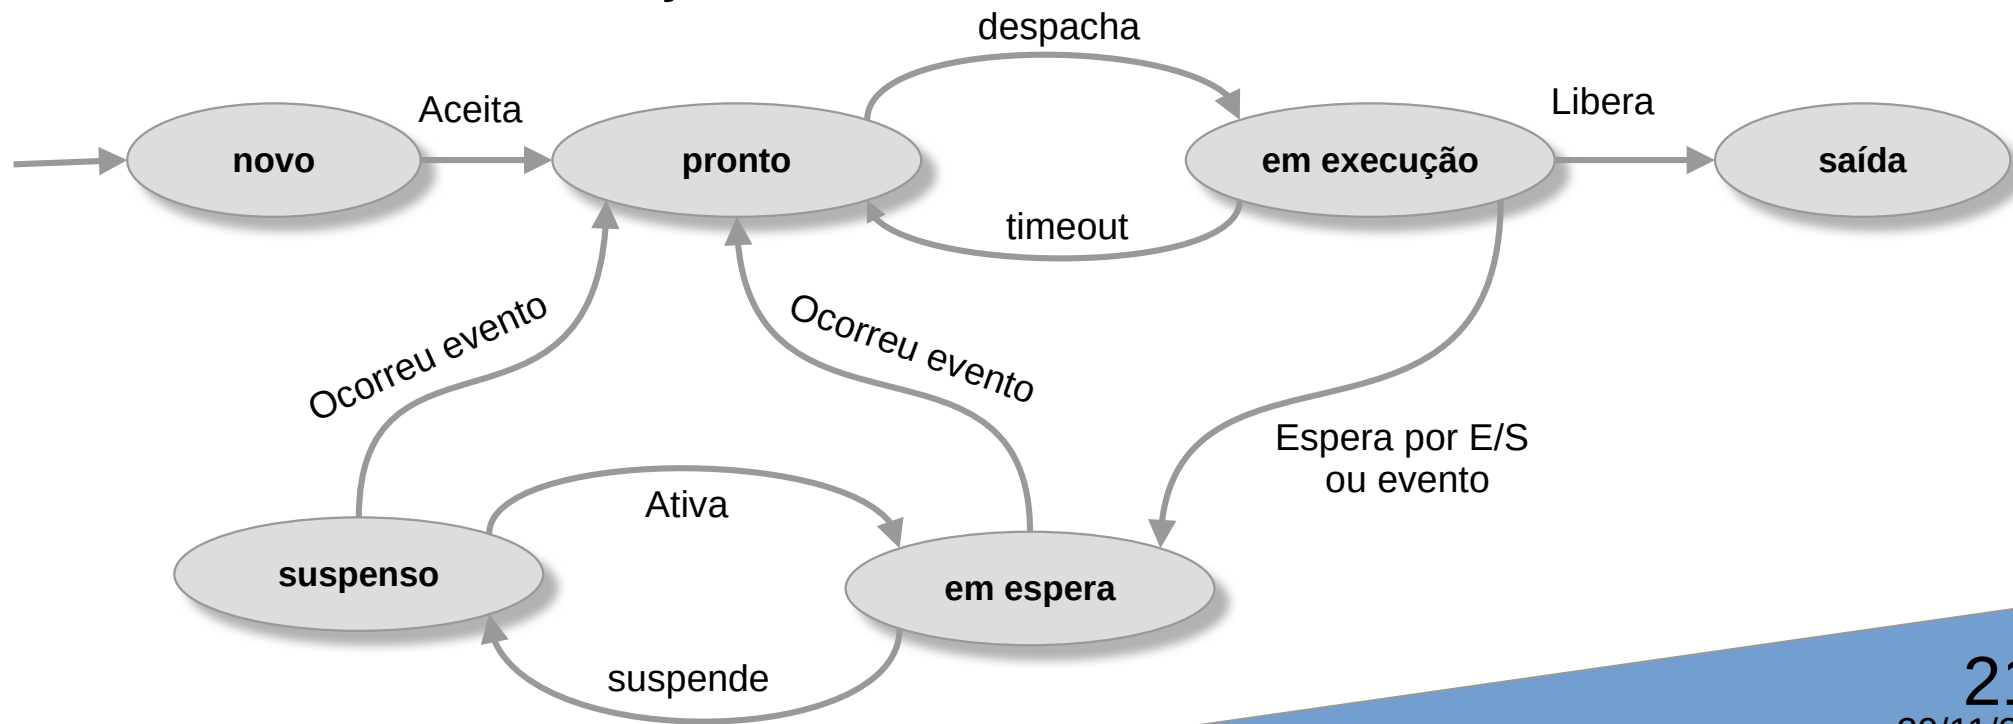 despacha
Aceita
Libera
novo
pronto
em execução
saída
timeout
Ocorreu evento
Ocorreu evento
Espera por E/S
ou evento
Ativa
suspenso
em espera
suspende
21